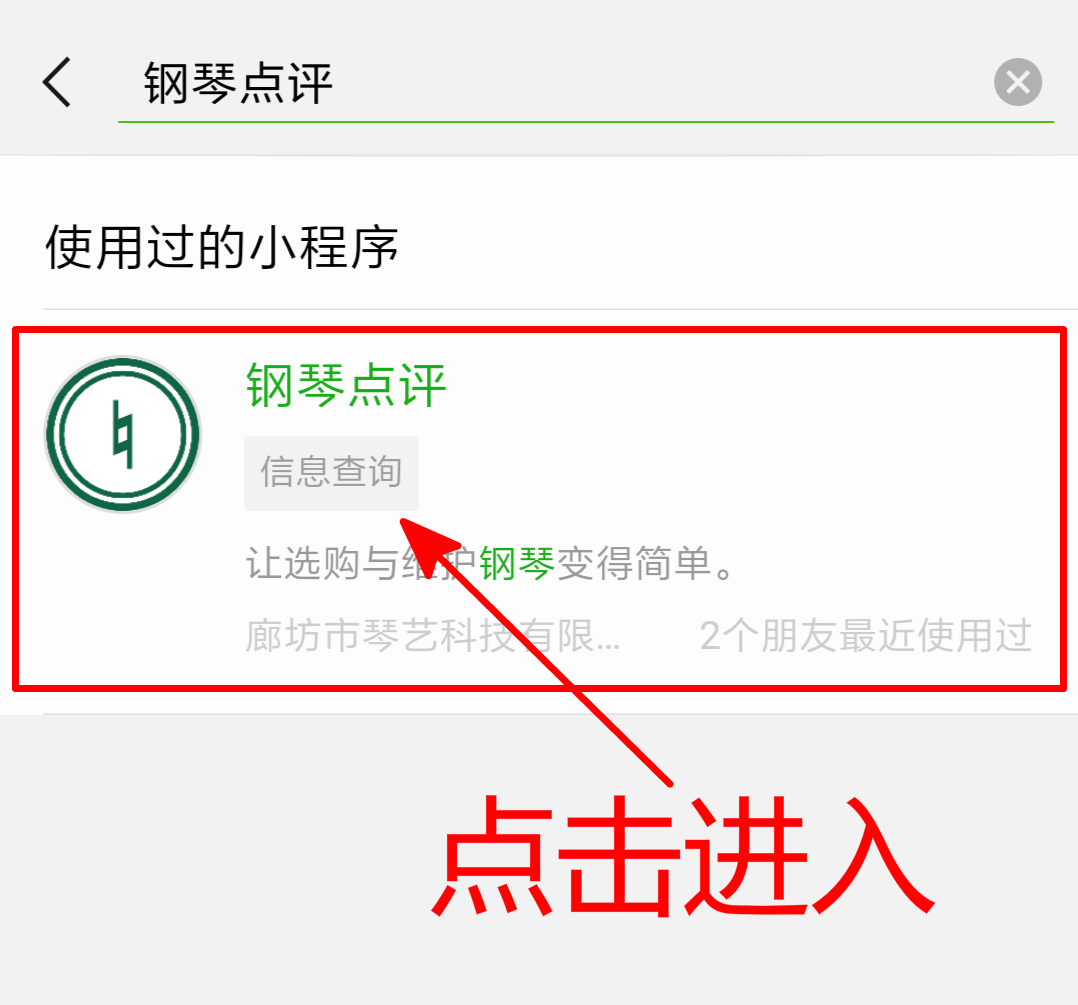 钢琴点评
使用过的小程序
钢琴点评
信息查询
让选购与维护钢琴变得简单。
廊坊市琴艺科技有限... 2个朋友最近使用过
点击进入